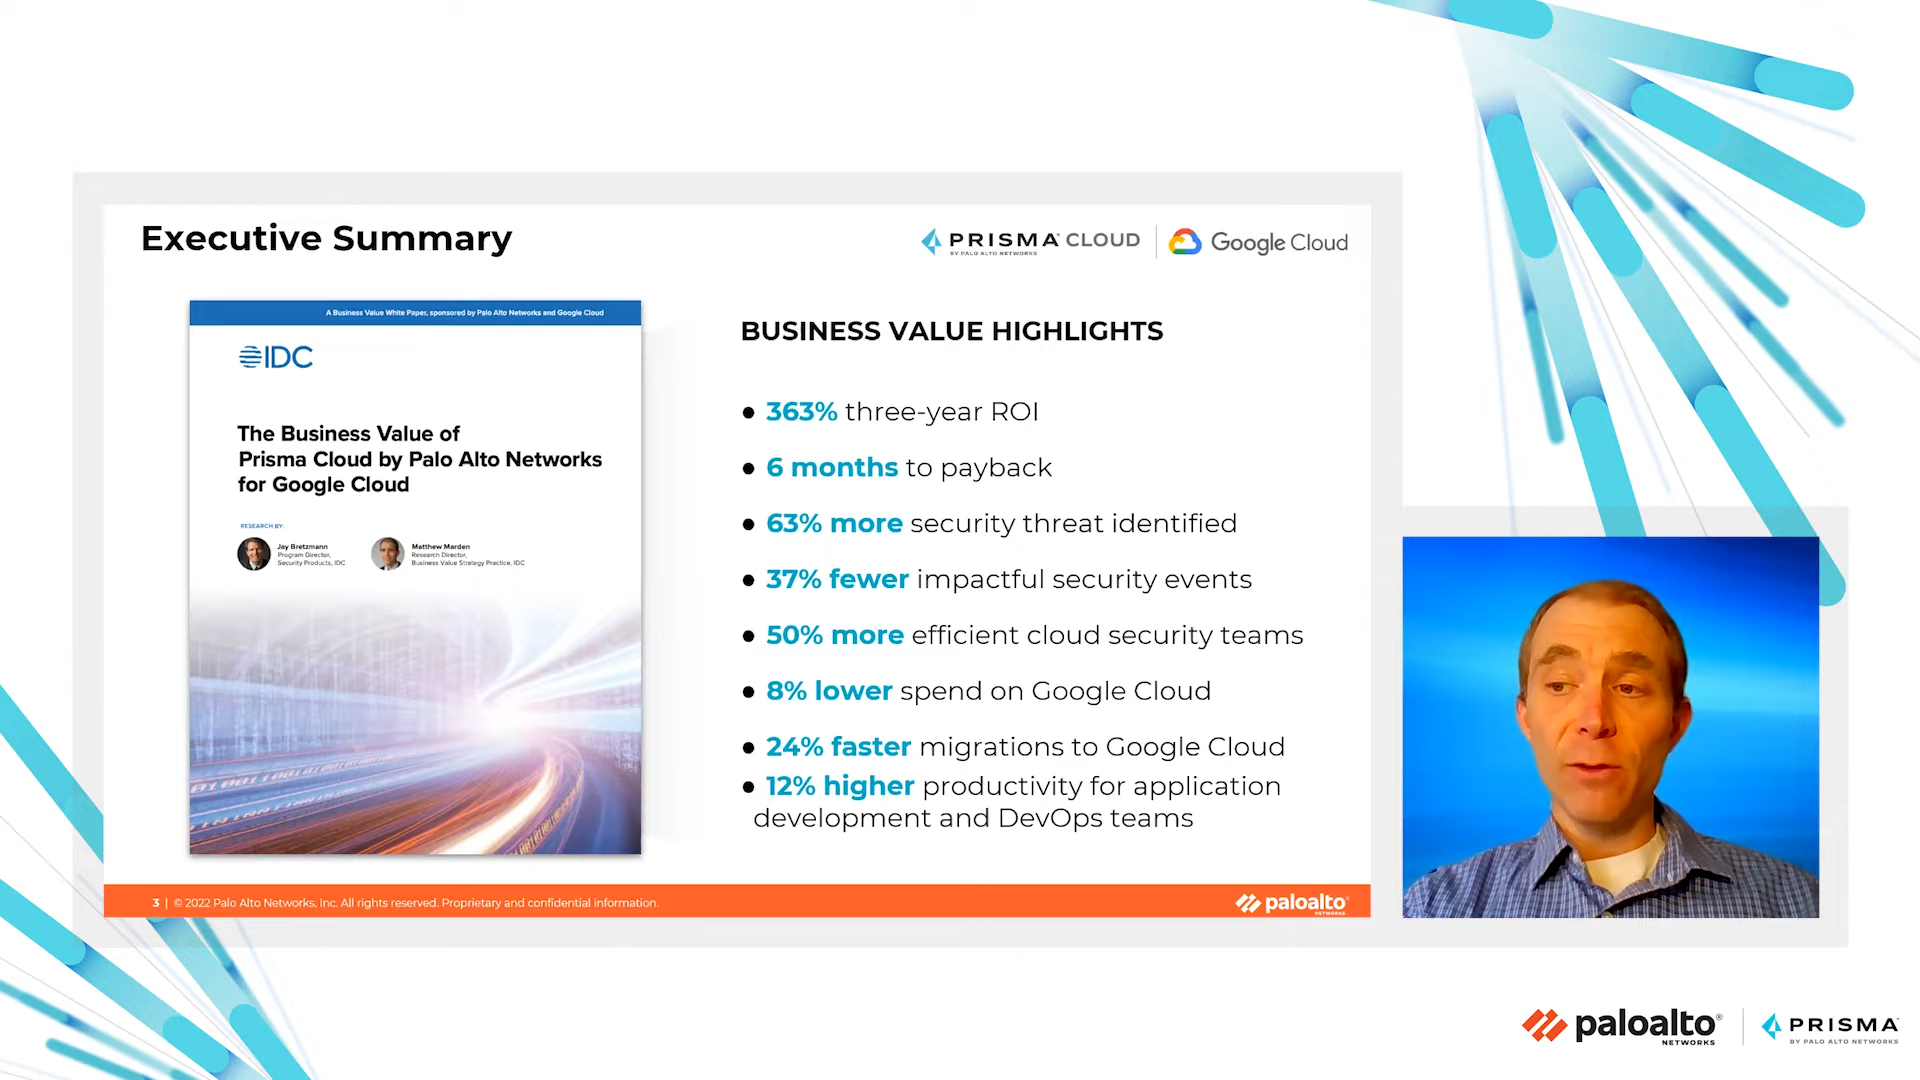 Executive Summary
PRISMA CLOUD
BY PALO ALTO NETWORKS
Google Cloud
A Business Value White Paper, sponsored by Palo Alto Networks and Google Cloud
IDC
The Business Value of
Prisma Cloud by Palo Alto Networks
for Google Cloud
RESEARCH BY:
Jay Bretzmann
Program Director,
Security Products, IDC
Matthew Marden
Research Director,
Business Value Strategy Practice, IDC
BUSINESS VALUE HIGHLIGHTS
● 363% three-year ROI
● 6 months to payback
● 63% more security threat identified
● 37% fewer impactful security events
● 50% more efficient cloud security teams
● 8% lower spend on Google Cloud
● 24% faster migrations to Google Cloud
● 12% higher productivity for application
development and DevOps teams
3 | © 2022 Palo Alto Networks, Inc. All rights reserved. Proprietary and confidential information.
paloalto
NETWORKS
paloalto®
NETWORKS
PRISMA
BY PALO ALTO NETWORKS